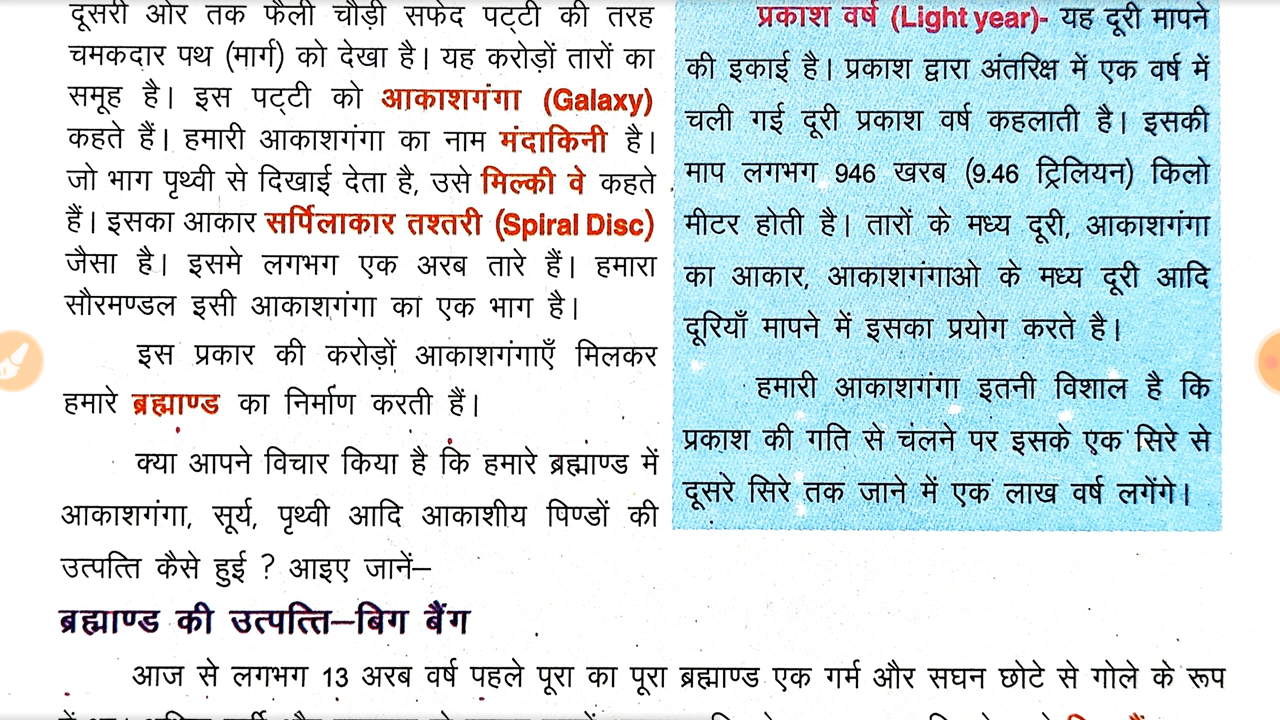 दूसरी ओर तक फैली चौड़ी सफेद पट्टी की तरह
चमकदार पथ (मार्ग) को देखा है। यह करोड़ों तारों का
समूह है। इस पट्टी को आकाशगंगा (Galaxy)
कहते हैं। हमारी आकाशगंगा का नाम मंदाकिनी है।
जो भाग पृथ्वी से दिखाई देता है, उसे मिल्की वे कहते
हैं। इसका आकार सर्पिलाकार तश्तरी (Spiral Disc)
जैसा है। इसमे लगभग एक अरब तारे हैं। हमारा
सौरमण्डल इसी आकाशगंगा का एक भाग है।
इस प्रकार की करोड़ों आकाशगंगाएँ मिलकर
हमारे ब्रह्माण्ड का निर्माण करती हैं।
क्या आपने विचार किया है कि हमारे ब्रह्माण्ड में
आकाशगंगा, सूर्य, पृथ्वी आदि आकाशीय पिण्डों की
उत्पत्ति कैसे हुई ? आइए जानें–
प्रकाश वर्ष (Light year)- यह दूरी मापने
की इकाई है। प्रकाश द्वारा अंतरिक्ष में एक वर्ष में
चली गई दूरी प्रकाश वर्ष कहलाती है। इसकी
माप लगभग 946 खरब (9.46 ट्रिलियन) किलो
मीटर होती है। तारों के मध्य दूरी, आकाशगंगा
का आकार, आकाशगंगाओ के मध्य दूरी आदि
दूरियाँ मापने में इसका प्रयोग करते है।
हमारी आकाशगंगा इतनी विशाल है कि
प्रकाश की गति से चलने पर इसके एक सिरे से
दूसरे सिरे तक जाने में एक लाख वर्ष लगेंगे।
ब्रह्माण्ड की उत्पत्ति–बिग बैंग
आज से लगभग 13 अरब वर्ष पहले पूरा का पूरा ब्रह्माण्ड एक गर्म और सघन छोटे से गोले के रूप